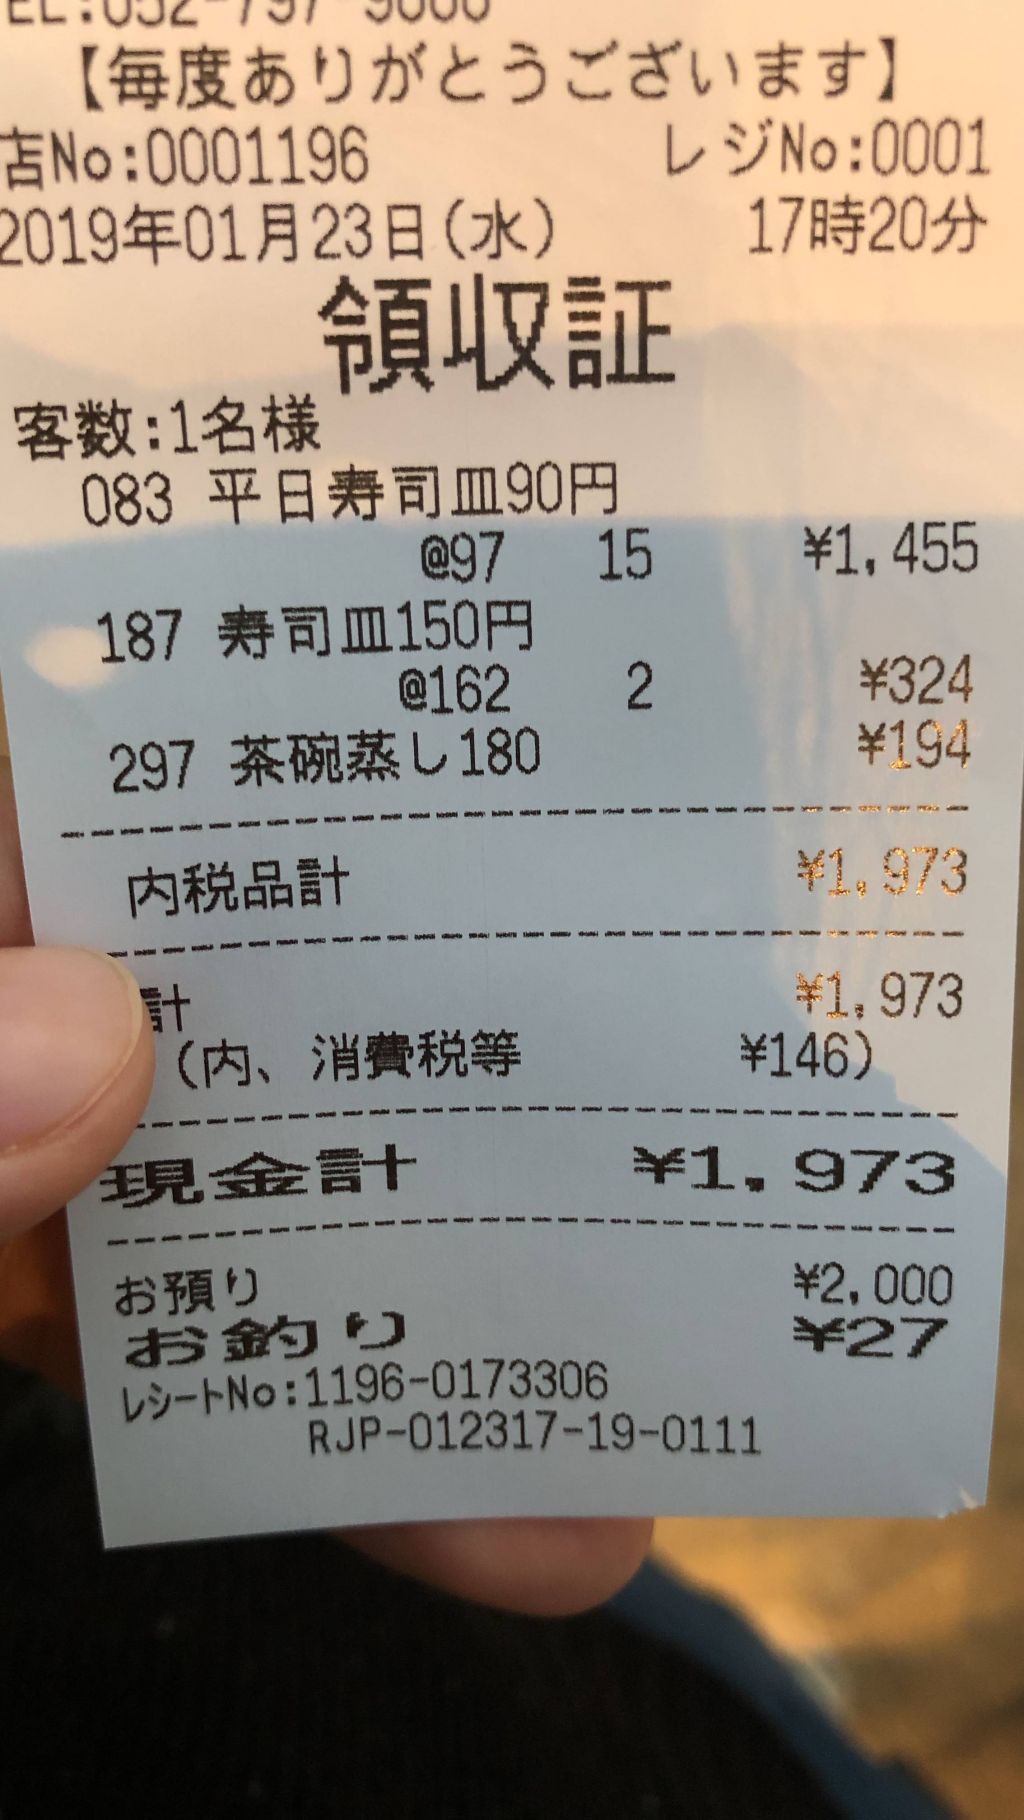 【毎度ありがとうございます】
店No:0001196 レジNo:0001
2019年01月23日(水) 17時20分
領収証
客数:1名様
083 平日寿司皿90円
@97 15 ¥1,455
187 寿司皿150円
@162 2 ¥324
297 茶碗蒸し180 ¥194
内税品計 ¥1,973
計 ¥1,973
(内、消費税等 ¥146)
現金計 ¥1,973
お預り ¥2,000
お釣り ¥27
レシートNo:1196-0173306
RJP-012317-19-0111